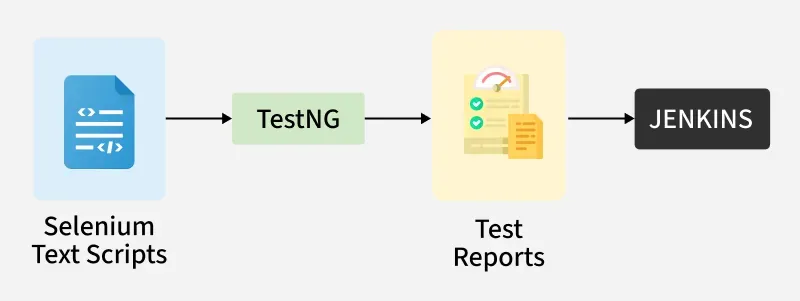 TestNG
JENKINS
Selenium
Text Scripts
Test
Reports